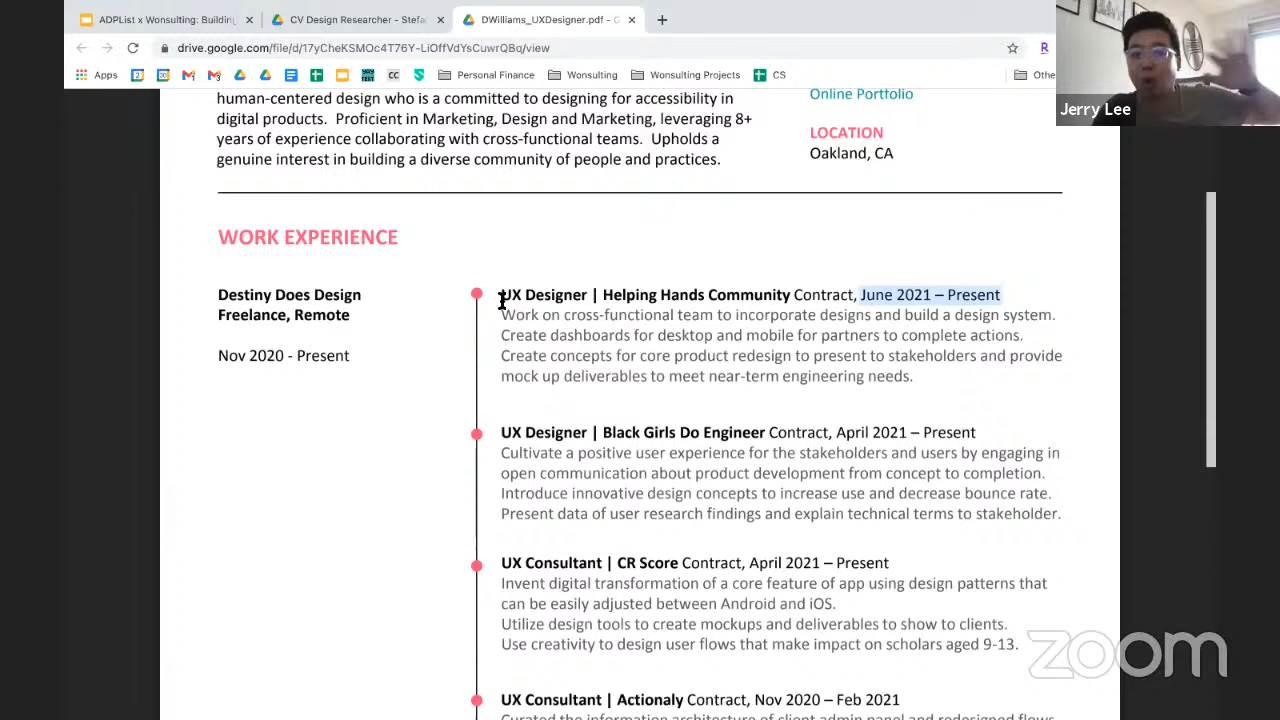 ADPList x Wonsulting: Building
CV Design Researcher - Stefa
DWilliams_UXDesigner.pdf - G
drive.google.com/file/d/17yCheKSMOc4T76Y-LiOffVdYsCuwrQBq/view
Apps
Personal Finance
Wonsulting
Wonsulting Projects
CS
Othe
Jerry Lee
human-centered design who is a committed to designing for accessibility in
digital products. Proficient in Marketing, Design and Marketing, leveraging 8+
years of experience collaborating with cross-functional teams. Upholds a
genuine interest in building a diverse community of people and practices.
Online Portfolio
LOCATION
Oakland, CA
WORK EXPERIENCE
Destiny Does Design
Freelance, Remote
Nov 2020 - Present
UX Designer | Helping Hands Community Contract, June 2021 – Present
Work on cross-functional team to incorporate designs and build a design system.
Create dashboards for desktop and mobile for partners to complete actions.
Create concepts for core product redesign to present to stakeholders and provide
mock up deliverables to meet near-term engineering needs.
UX Designer | Black Girls Do Engineer Contract, April 2021 – Present
Cultivate a positive user experience for the stakeholders and users by engaging in
open communication about product development from concept to completion.
Introduce innovative design concepts to increase use and decrease bounce rate.
Present data of user research findings and explain technical terms to stakeholder.
UX Consultant | CR Score Contract, April 2021 – Present
Invent digital transformation of a core feature of app using design patterns that
can be easily adjusted between Android and iOS.
Utilize design tools to create mockups and deliverables to show to clients.
Use creativity to design user flows that make impact on scholars aged 9-13.
UX Consultant | Actionaly Contract, Nov 2020 – Feb 2021
Curated the information architecture of client admin panel and redesigned flows
zoom